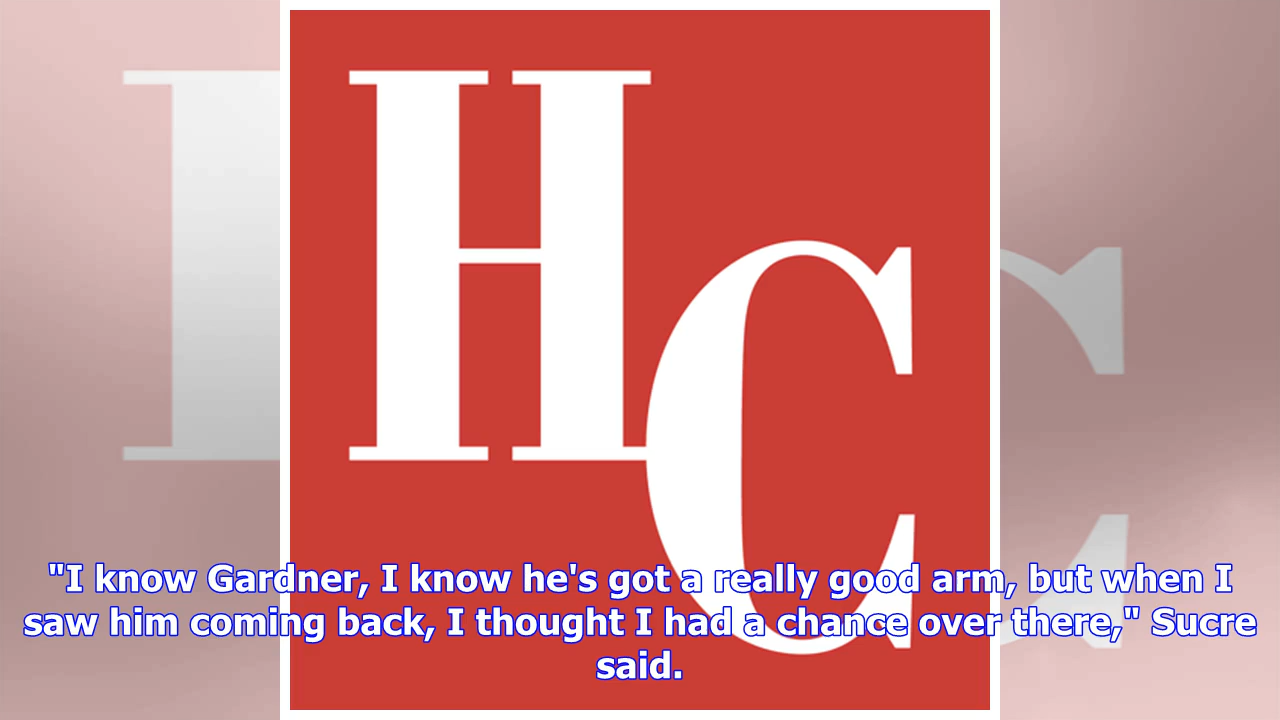 HC
"I know Gardner, I know he's got a really good arm, but when I
saw him coming back, I thought I had a chance over there," Sucre
said.